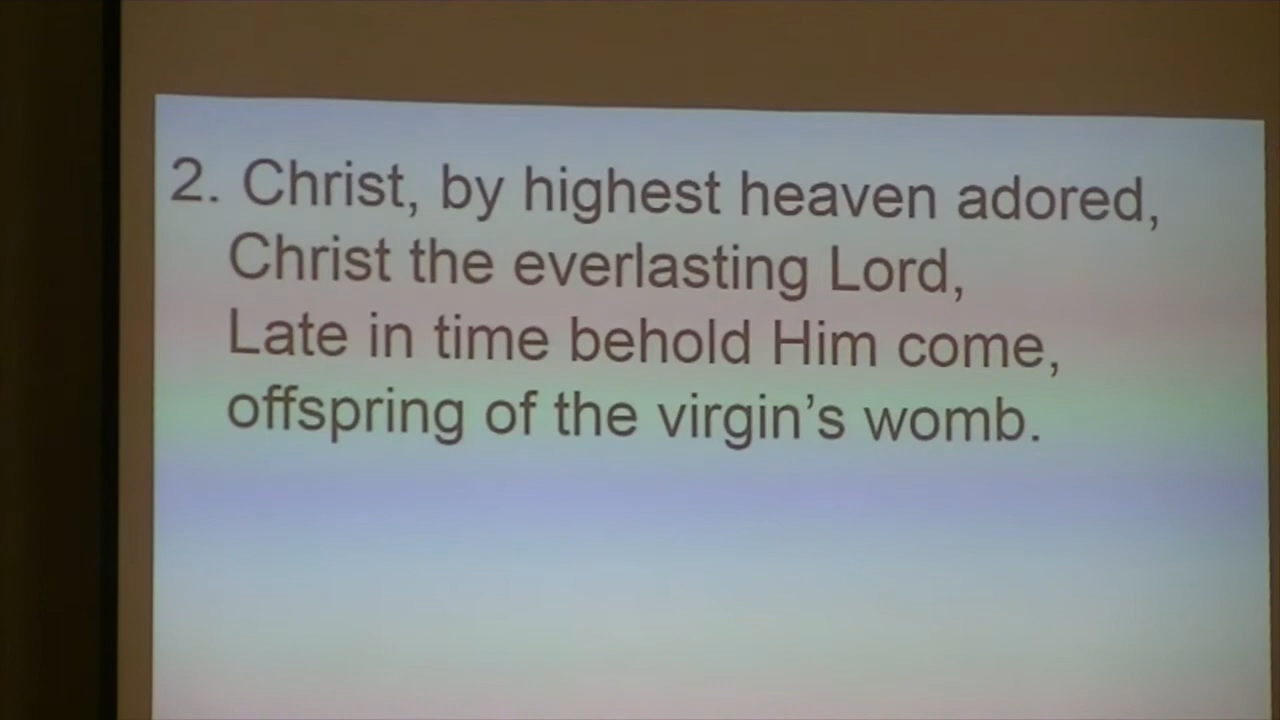 2. Christ, by highest heaven adored,
Christ the everlasting Lord,
Late in time behold Him come,
offspring of the virgin’s womb.